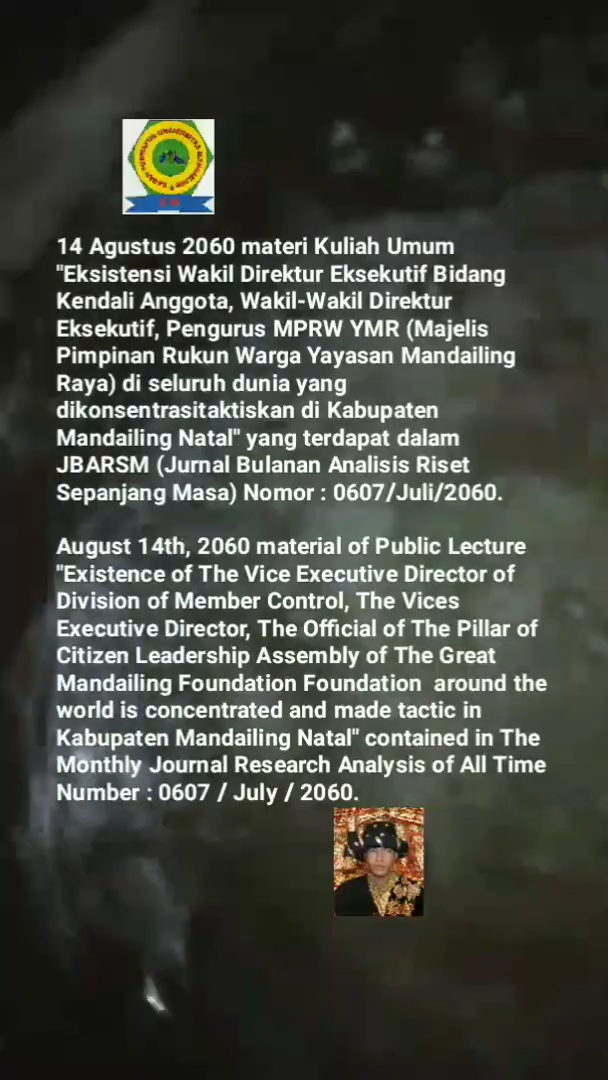 14 Agustus 2060 materi Kuliah Umum
"Eksistensi Wakil Direktur Eksekutif Bidang
Kendali Anggota, Wakil-Wakil Direktur
Eksekutif, Pengurus MPRW YMR (Majelis
Pimpinan Rukun Warga Yayasan Mandailing
Raya) di seluruh dunia yang
dikonsentrasitaktiskan di Kabupaten
Mandailing Natal" yang terdapat dalam
JBARSM (Jurnal Bulanan Analisis Riset
Sepanjang Masa) Nomor : 0607/Juli/2060.
August 14th, 2060 material of Public Lecture
"Existence of The Vice Executive Director of
Division of Member Control, The Vices
Executive Director, The Official of The Pillar of
Citizen Leadership Assembly of The Great
Mandailing Foundation Foundation around the
world is concentrated and made tactic in
Kabupaten Mandailing Natal" contained in The
Monthly Journal Research Analysis of All Time
Number : 0607 / July / 2060.